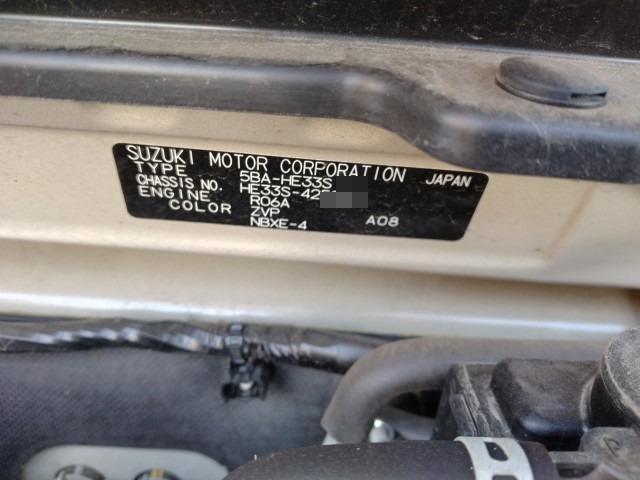 SUZUKI MOTOR CORPORATION
TYPE 5BA-HE33S JAPAN
CHASSIS NO. HE33S-42
ENGINE R06A
COLOR ZVP
NBXE-4 A08